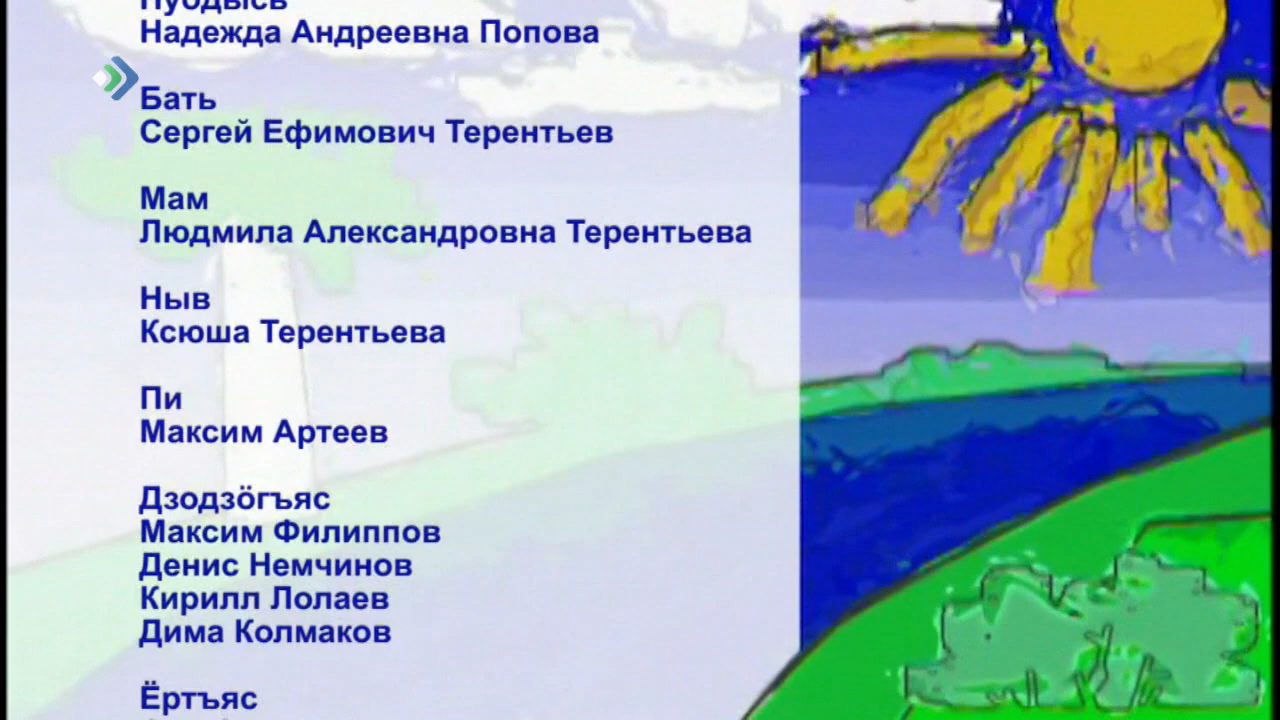 Надежда Андреевна Попова
Бать
Сергей Ефимович Терентьев
Мам
Людмила Александровна Терентьева
Ныв
Ксюша Терентьева
Пи
Максим Артеев
Дзодзӧгъяс
Максим Филиппов
Денис Немчинов
Кирилл Лолаев
Дима Колмаков
Ёртъяс